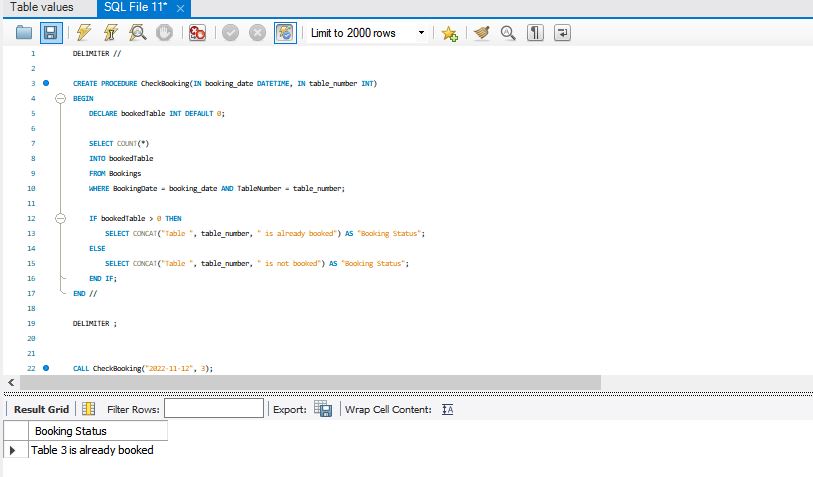 Table values
SQL File 11*
Limit to 2000 rows
1 DELIMITER //
2
3 CREATE PROCEDURE CheckBooking(IN booking_date DATETIME, IN table_number INT)
4 BEGIN
5 DECLARE bookedTable INT DEFAULT 0;
6
7 SELECT COUNT(*)
8 INTO bookedTable
9 FROM Bookings
10 WHERE BookingDate = booking_date AND TableNumber = table_number;
11
12 IF bookedTable > 0 THEN
13 SELECT CONCAT("Table ", table_number, " is already booked") AS "Booking Status";
14 ELSE
15 SELECT CONCAT("Table ", table_number, " is not booked") AS "Booking Status";
16 END IF;
17 END //
18
19 DELIMITER ;
20
21
22 CALL CheckBooking("2022-11-12", 3);
Result Grid Filter Rows: Export: Wrap Cell Content:
Booking Status
Table 3 is already booked